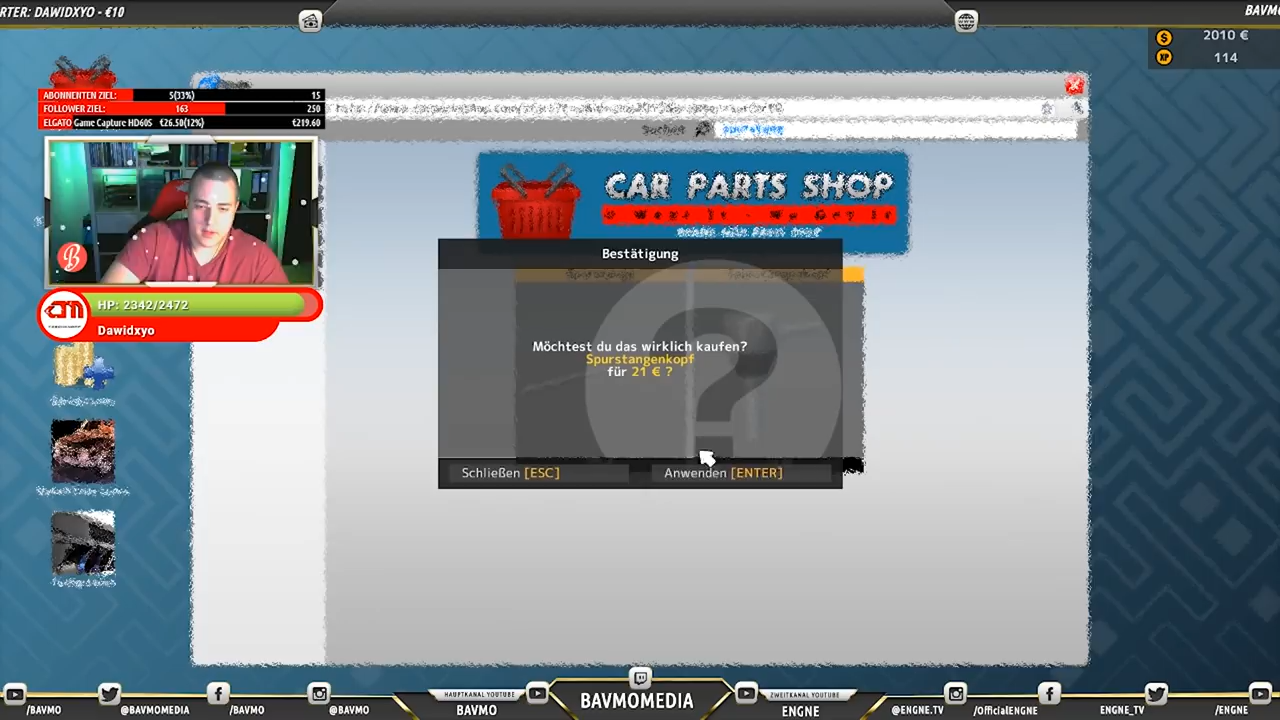 RTER: DAWIDXYO - €10
BAVM
2010 €
XP 114
ABONNENTEN ZIEL: 5(33%) 15
FOLLOWER ZIEL: 163 250
ELGATO Game Capture HD60S €26.50(12%) €219.60
HP: 2342/2472
Dawidxyo
CAR PARTS SHOP
Bestätigung
Möchtest du das wirklich kaufen?
Spurstangenkopf
für 21 € ?
Schließen [ESC]
Anwenden [ENTER]
/BAVMO
@BAVMOMEDIA
/BAVMO
@BAVMO
HAUPTKANAL YOUTUBE
BAVMO
BAVMOMEDIA
ZWEITKANAL YOUTUBE
ENGNE
@ENGNE.TV
/OfficialENGNE
ENGNE_TV
/ENGNE